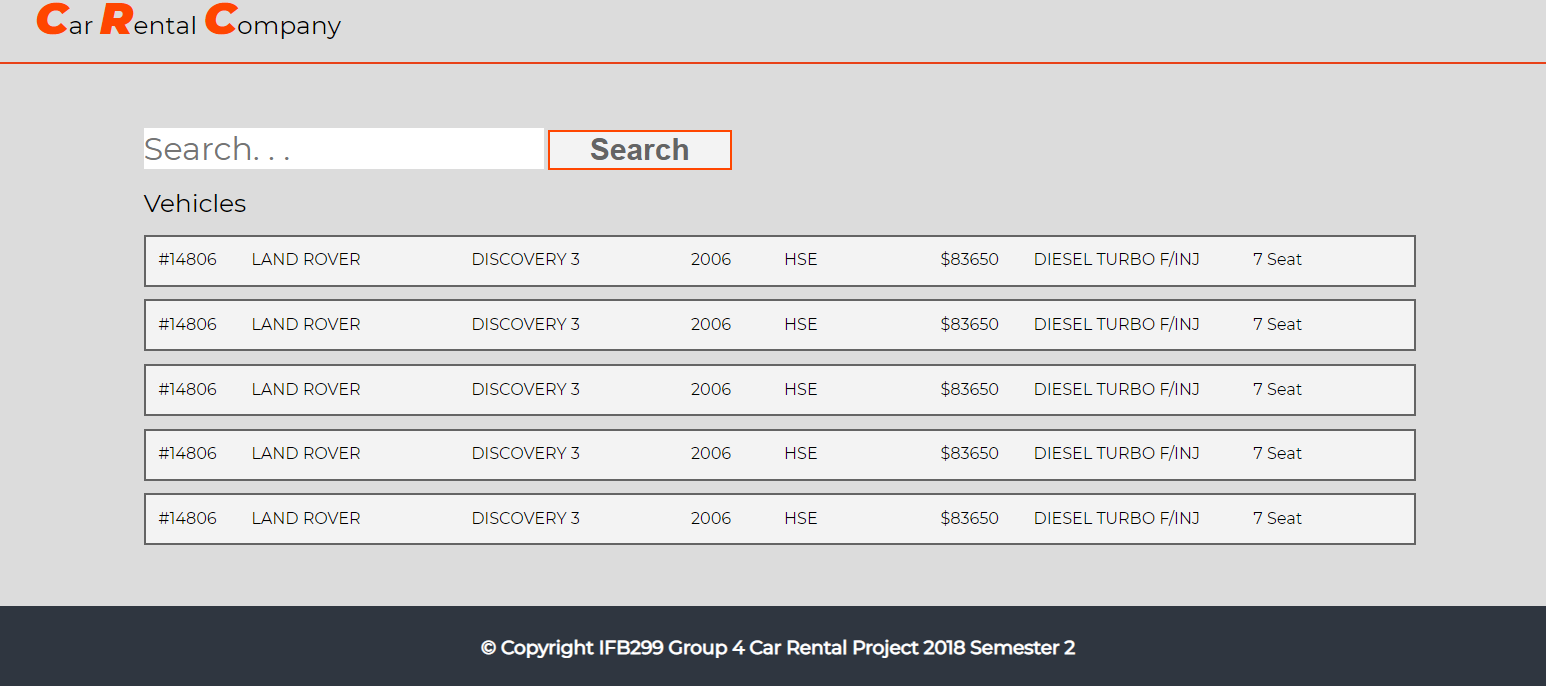 Car Rental Company
Search. . . Search
Vehicles
#14806 LAND ROVER DISCOVERY 3 2006 HSE $83650 DIESEL TURBO F/INJ 7 Seat
#14806 LAND ROVER DISCOVERY 3 2006 HSE $83650 DIESEL TURBO F/INJ 7 Seat
#14806 LAND ROVER DISCOVERY 3 2006 HSE $83650 DIESEL TURBO F/INJ 7 Seat
#14806 LAND ROVER DISCOVERY 3 2006 HSE $83650 DIESEL TURBO F/INJ 7 Seat
#14806 LAND ROVER DISCOVERY 3 2006 HSE $83650 DIESEL TURBO F/INJ 7 Seat
© Copyright IFB299 Group 4 Car Rental Project 2018 Semester 2